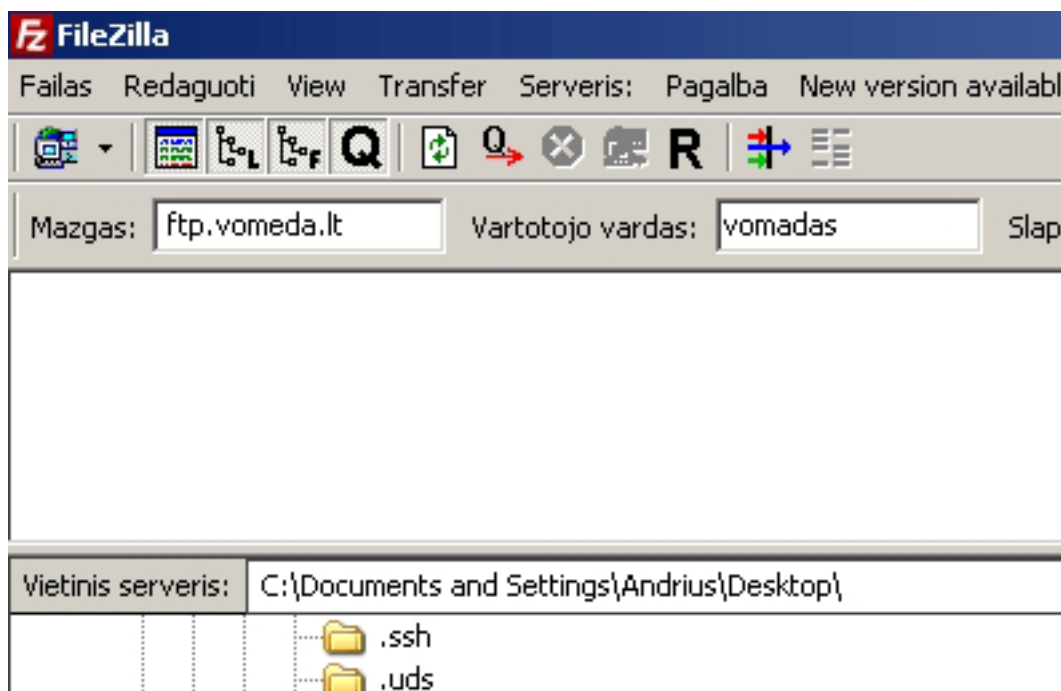 Fz FileZilla
Failas Redaguoti View Transfer Serveris: Pagalba New version availabl
L F Q Q R
Mazgas: ftp.vomeda.lt Vartotojo vardas: vomadas Slap
Vietinis serveris: C:\Documents and Settings\Andrius\Desktop\
.ssh
.uds